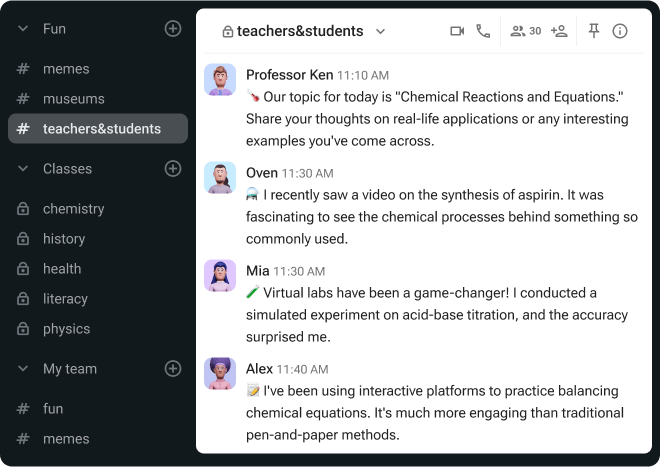 Fun
# memes
# museums
# teachers&students
Classes
chemistry
history
health
literacy
physics
My team
# fun
# memes
teachers&students
30
Professor Ken 11:10 AM
Our topic for today is "Chemical Reactions and Equations."
Share your thoughts on real-life applications or any interesting
examples you've come across.
Oven 11:30 AM
I recently saw a video on the synthesis of aspirin. It was
fascinating to see the chemical processes behind something so
commonly used.
Mia 11:30 AM
Virtual labs have been a game-changer! I conducted a
simulated experiment on acid-base titration, and the accuracy
surprised me.
Alex 11:40 AM
I've been using interactive platforms to practice balancing
chemical equations. It's much more engaging than traditional
pen-and-paper methods.